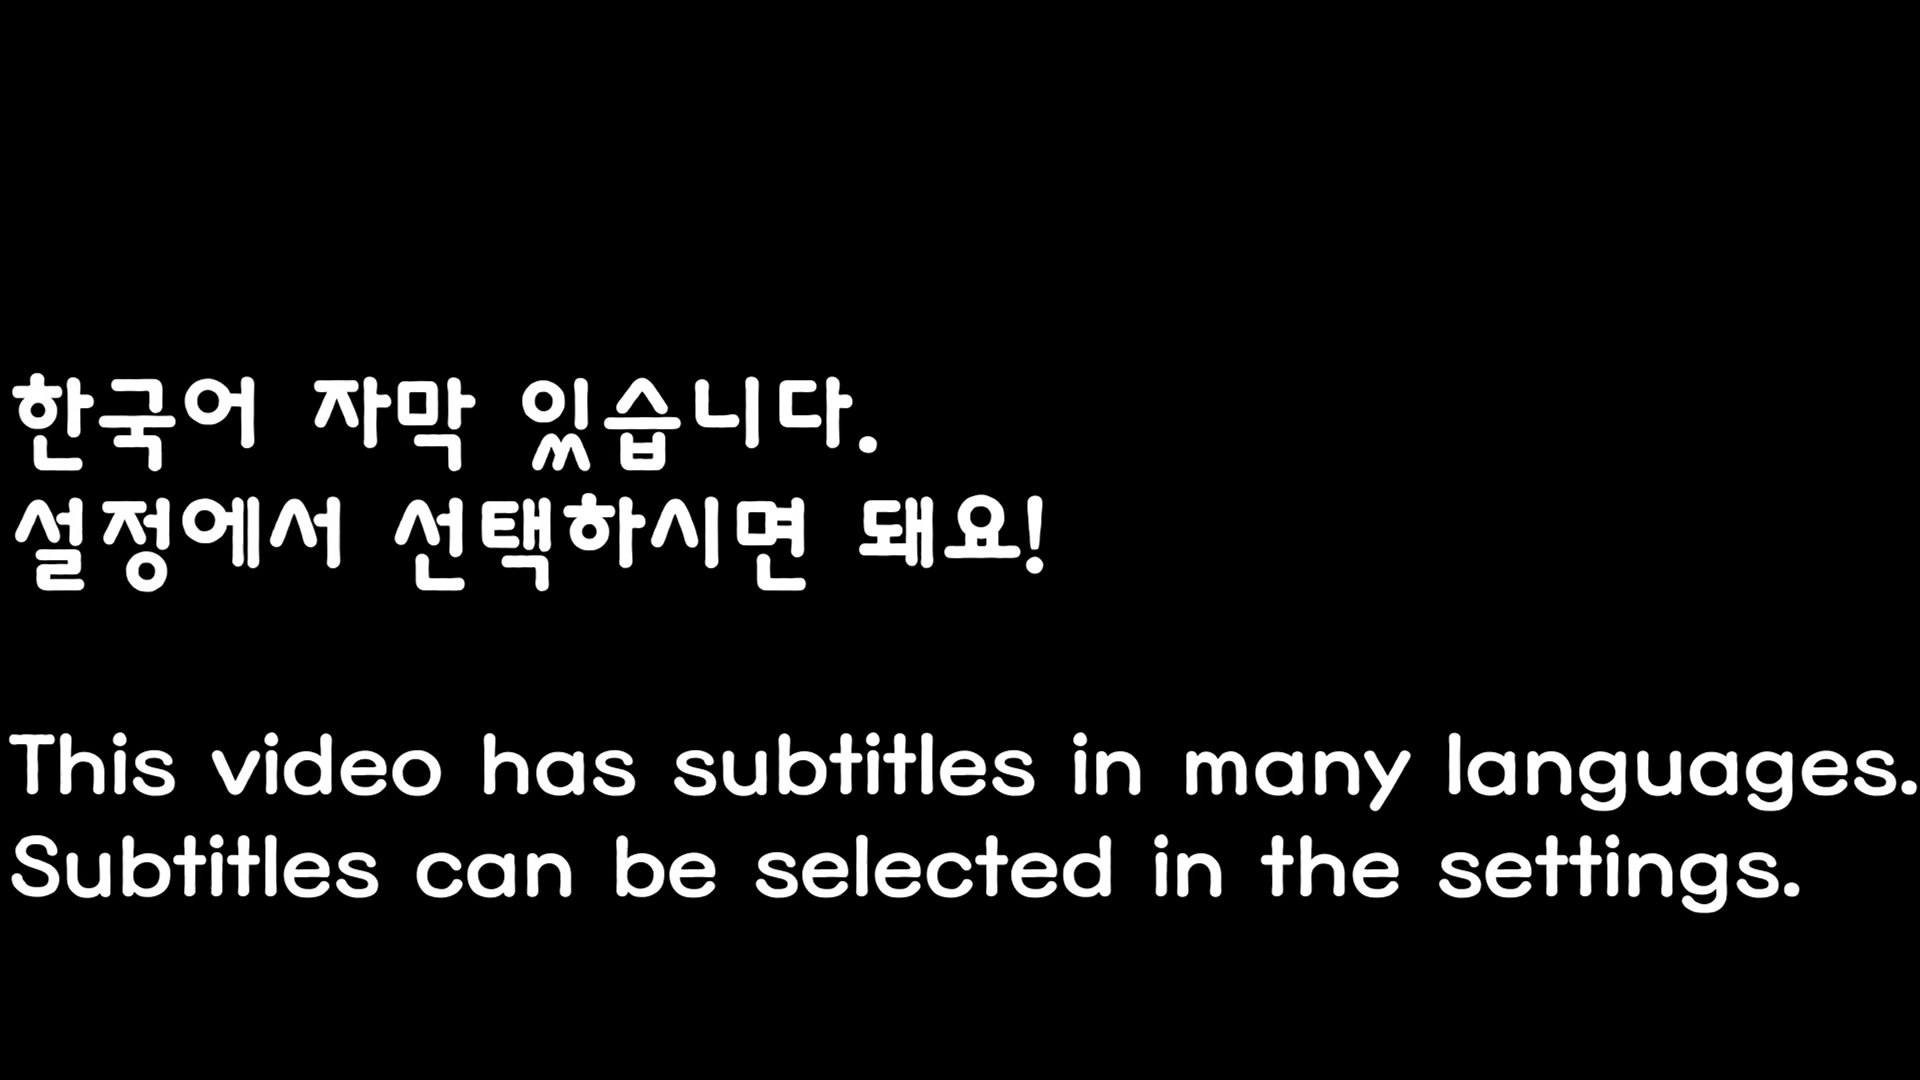 한국어 자막 있습니다.
설정에서 선택하시면 돼요!
This video has subtitles in many languages.
Subtitles can be selected in the settings.